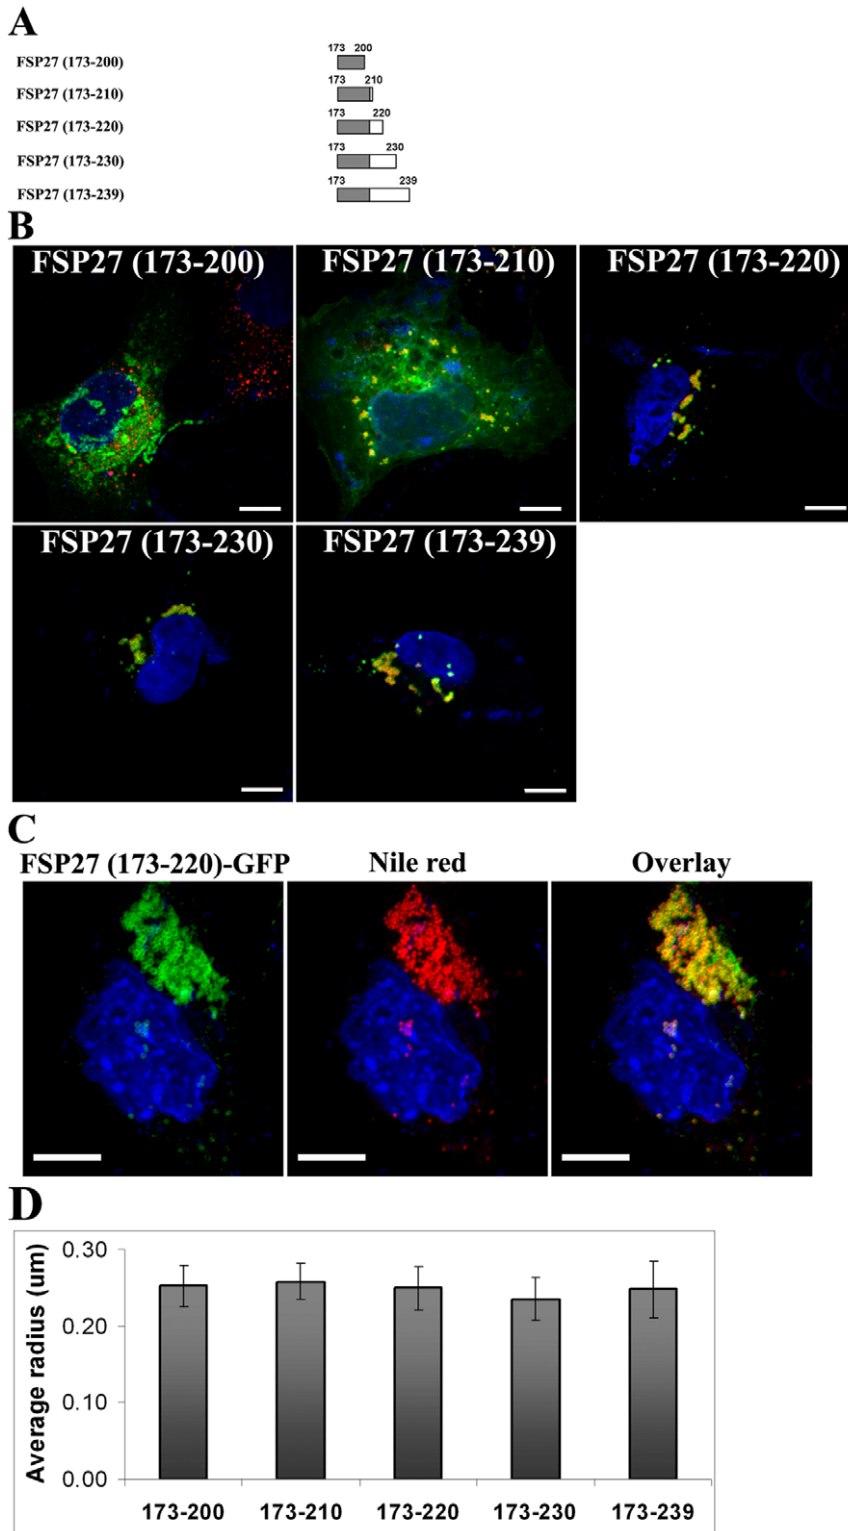 A
173 200
FSP27 (173-200)
173 210
FSP27 (173-210)
173 220
FSP27 (173-220)
173 230
FSP27 (173-230)
173 239
FSP27 (173-239)
B
FSP27 (173-200) FSP27 (173-210) FSP27 (173-220)
FSP27 (173-230) FSP27 (173-239)
C
FSP27 (173-220)-GFP Nile red Overlay
D
Average radius (um)
0.30
0.20
0.10
0.00
173-200 173-210 173-220 173-230 173-239